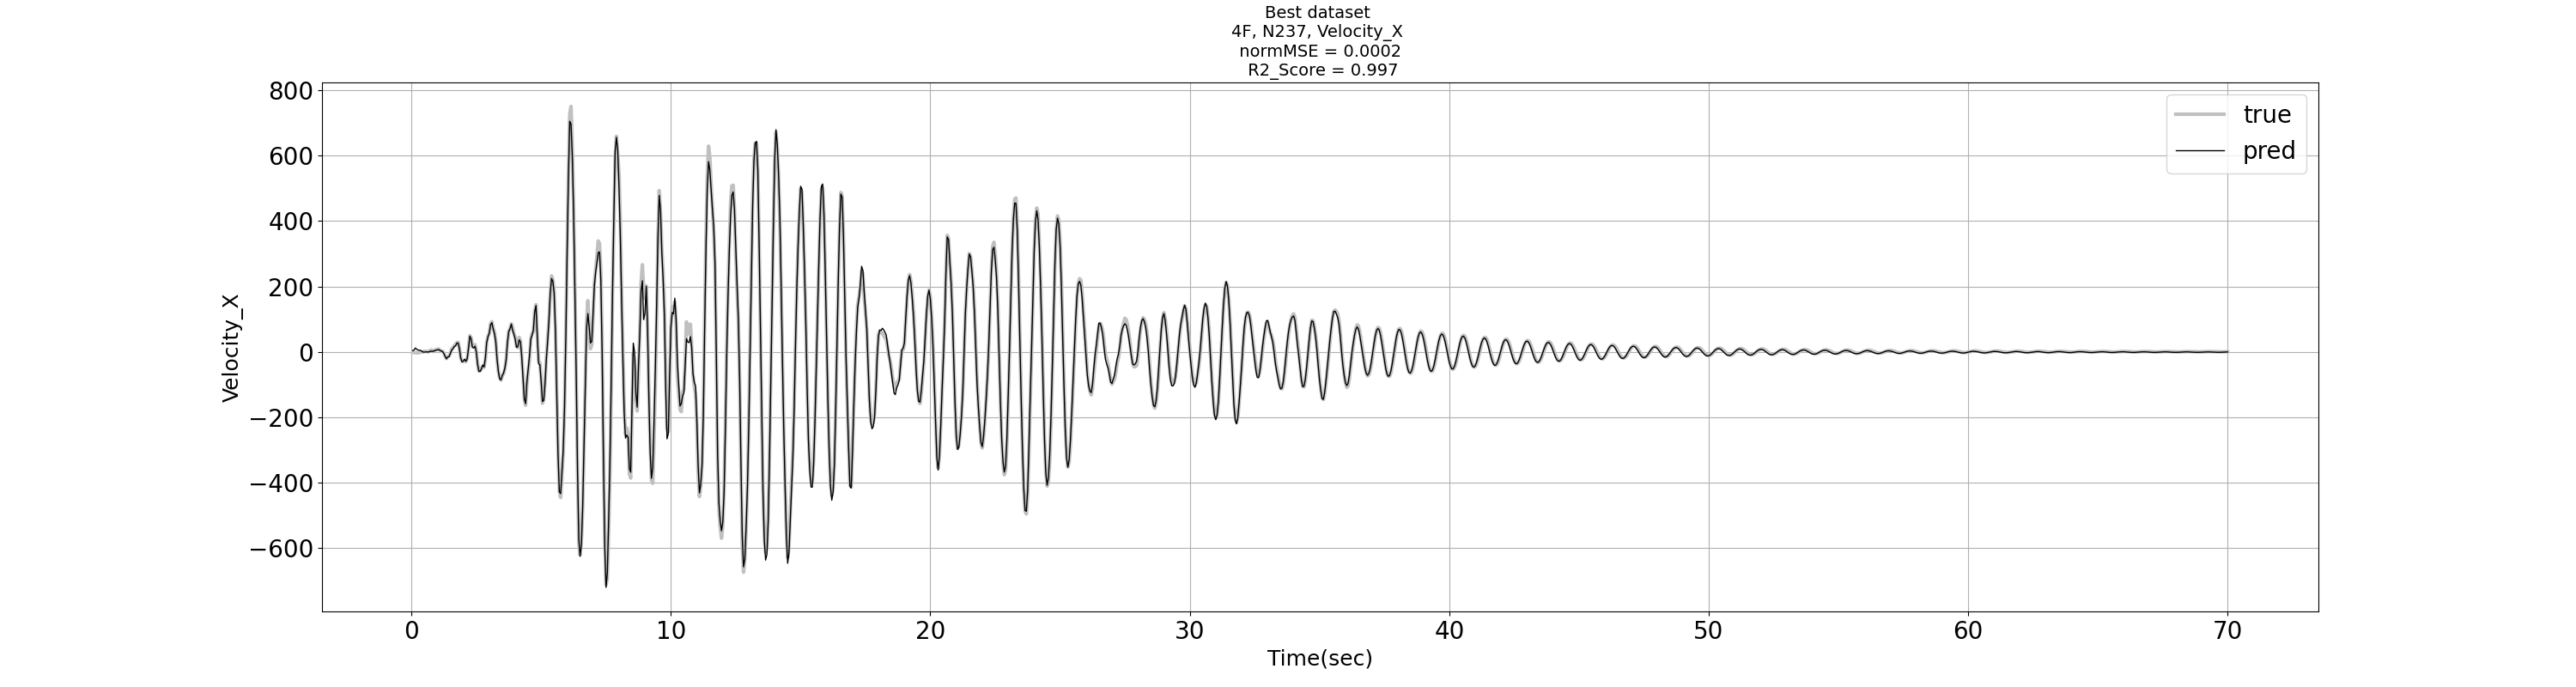 Best dataset
4F, N237, Velocity_X
normMSE = 0.0002
R2_Score = 0.997
800
600
400
200
0
−200
−400
−600
Velocity_X
true
pred
0 10 20 30 40 50 60 70
Time(sec)